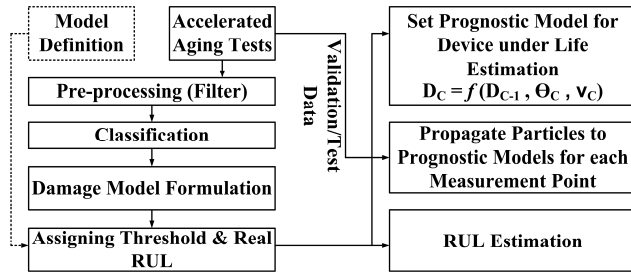 Model
Definition
Accelerated
Aging Tests
Pre-processing (Filter)
Classification
Damage Model Formulation
Assigning Threshold & Real
RUL
Validation/Test
Data
Set Prognostic Model for
Device under Life
Estimation
D_C = f (D_{C-1} , Θ_C , v_C)
Propagate Particles to
Prognostic Models for each
Measurement Point
RUL Estimation